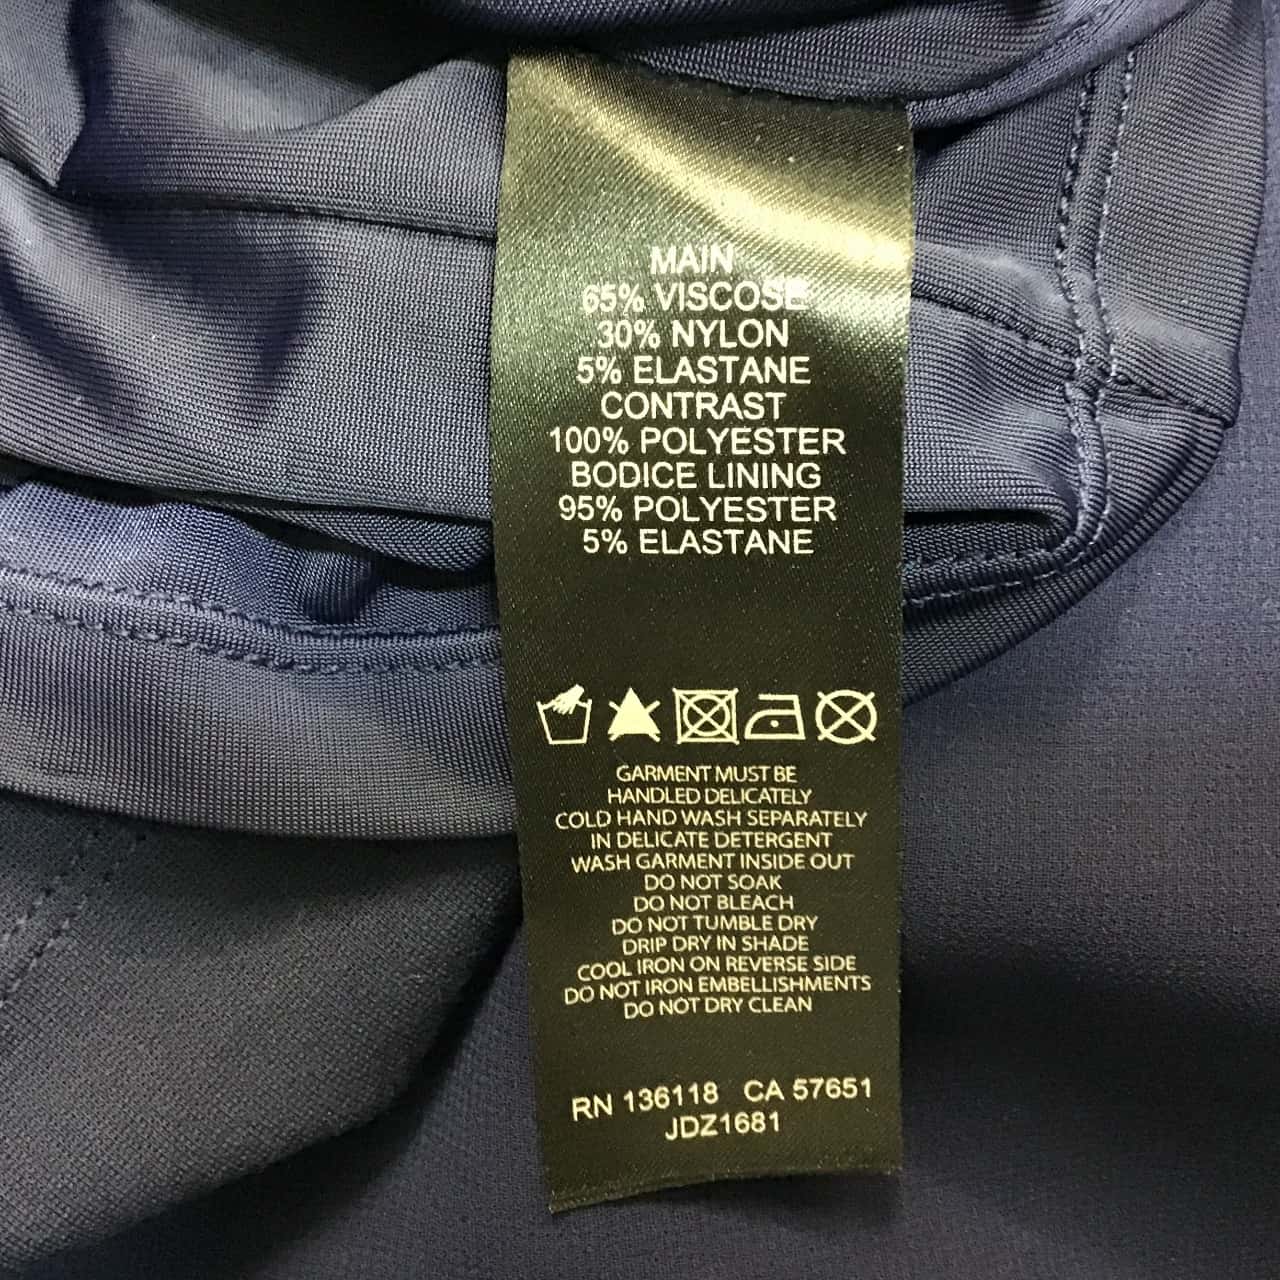 MAIN
65% VISCOSE
30% NYLON
5% ELASTANE
CONTRAST
100% POLYESTER
BODICE LINING
95% POLYESTER
5% ELASTANE
GARMENT MUST BE
HANDLED DELICATELY
COLD HAND WASH SEPARATELY
IN DELICATE DETERGENT
WASH GARMENT INSIDE OUT
DO NOT SOAK
DO NOT BLEACH
DO NOT TUMBLE DRY
DRIP DRY IN SHADE
COOL IRON ON REVERSE SIDE
DO NOT IRON EMBELLISHMENTS
DO NOT DRY CLEAN
RN 136118 CA 57651
JDZ1681